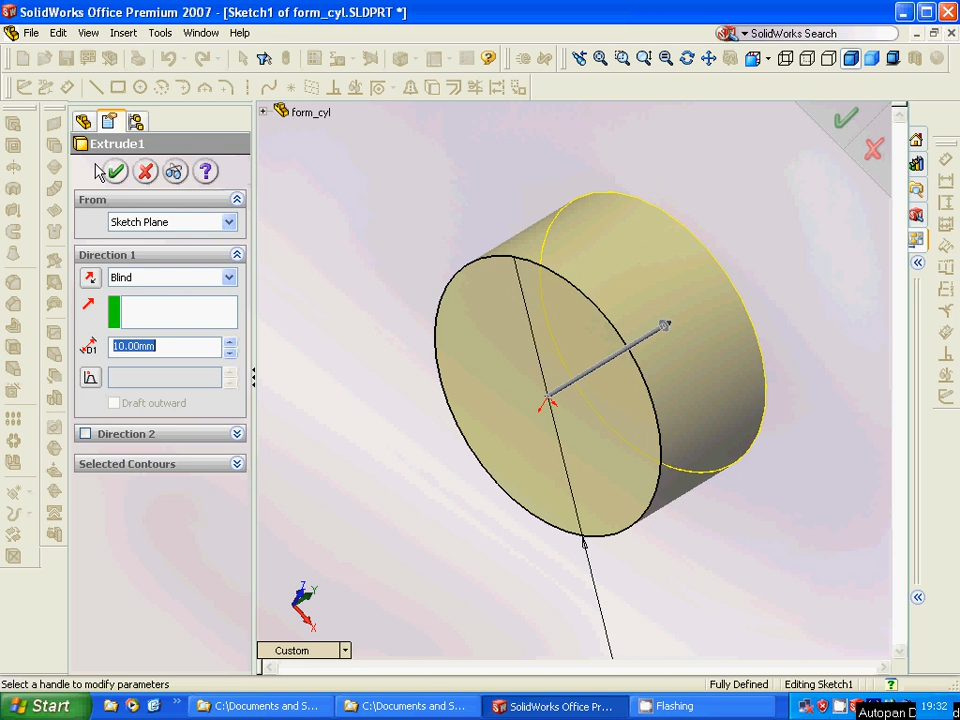 SolidWorks Office Premium 2007 - [Sketch1 of form_cyl.SLDPRT *]
File Edit View Insert Tools Window Help
SolidWorks Search
form_cyl
Extrude1
?
From
Sketch Plane
Direction 1
Blind
D1
10.00mm
Draft outward
Direction 2
Selected Contours
Z
Y
X
Custom
Select a handle to modify parameters
Fully Defined
Editing Sketch1
?
Start
C:\Documents and S...
C:\Documents and S...
SolidWorks Office Pr...
Flashing
19:32
Autopan D